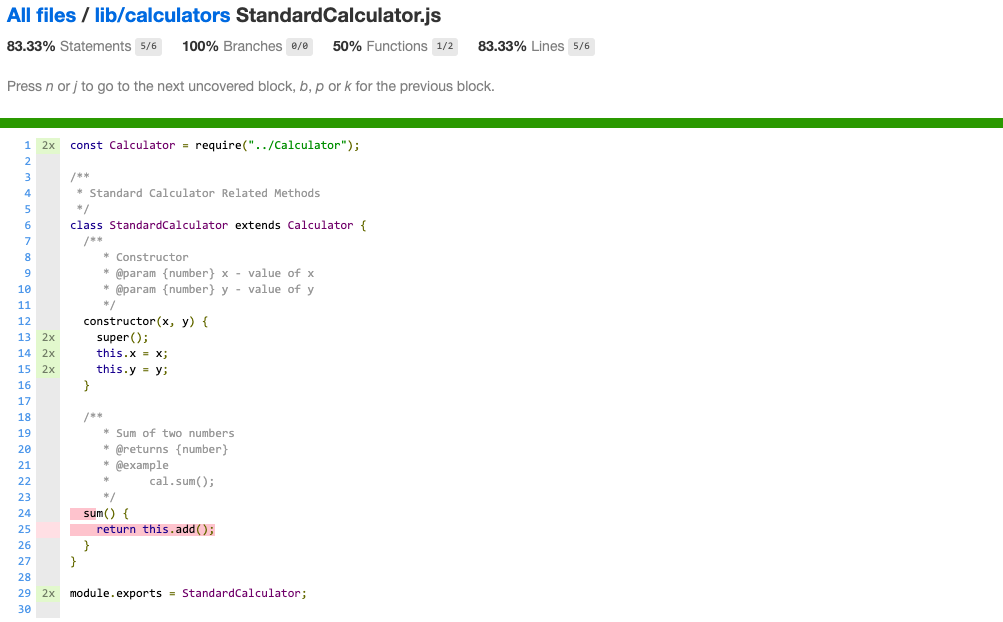 All files / lib/calculators StandardCalculator.js
83.33% Statements 5/6 100% Branches 0/0 50% Functions 1/2 83.33% Lines 5/6
Press n or j to go to the next uncovered block, b, p or k for the previous block.
1 2x const Calculator = require("../Calculator");
2
3 /**
4 * Standard Calculator Related Methods
5 */
6 class StandardCalculator extends Calculator {
7 /**
8 * Constructor
9 * @param {number} x - value of x
10 * @param {number} y - value of y
11 */
12 constructor(x, y) {
13 2x super();
14 2x this.x = x;
15 2x this.y = y;
16 }
17
18 /**
19 * Sum of two numbers
20 * @returns {number}
21 * @example
22 * cal.sum();
23 */
24 sum() {
25 return this.add();
26 }
27 }
28
29 2x module.exports = StandardCalculator;
30